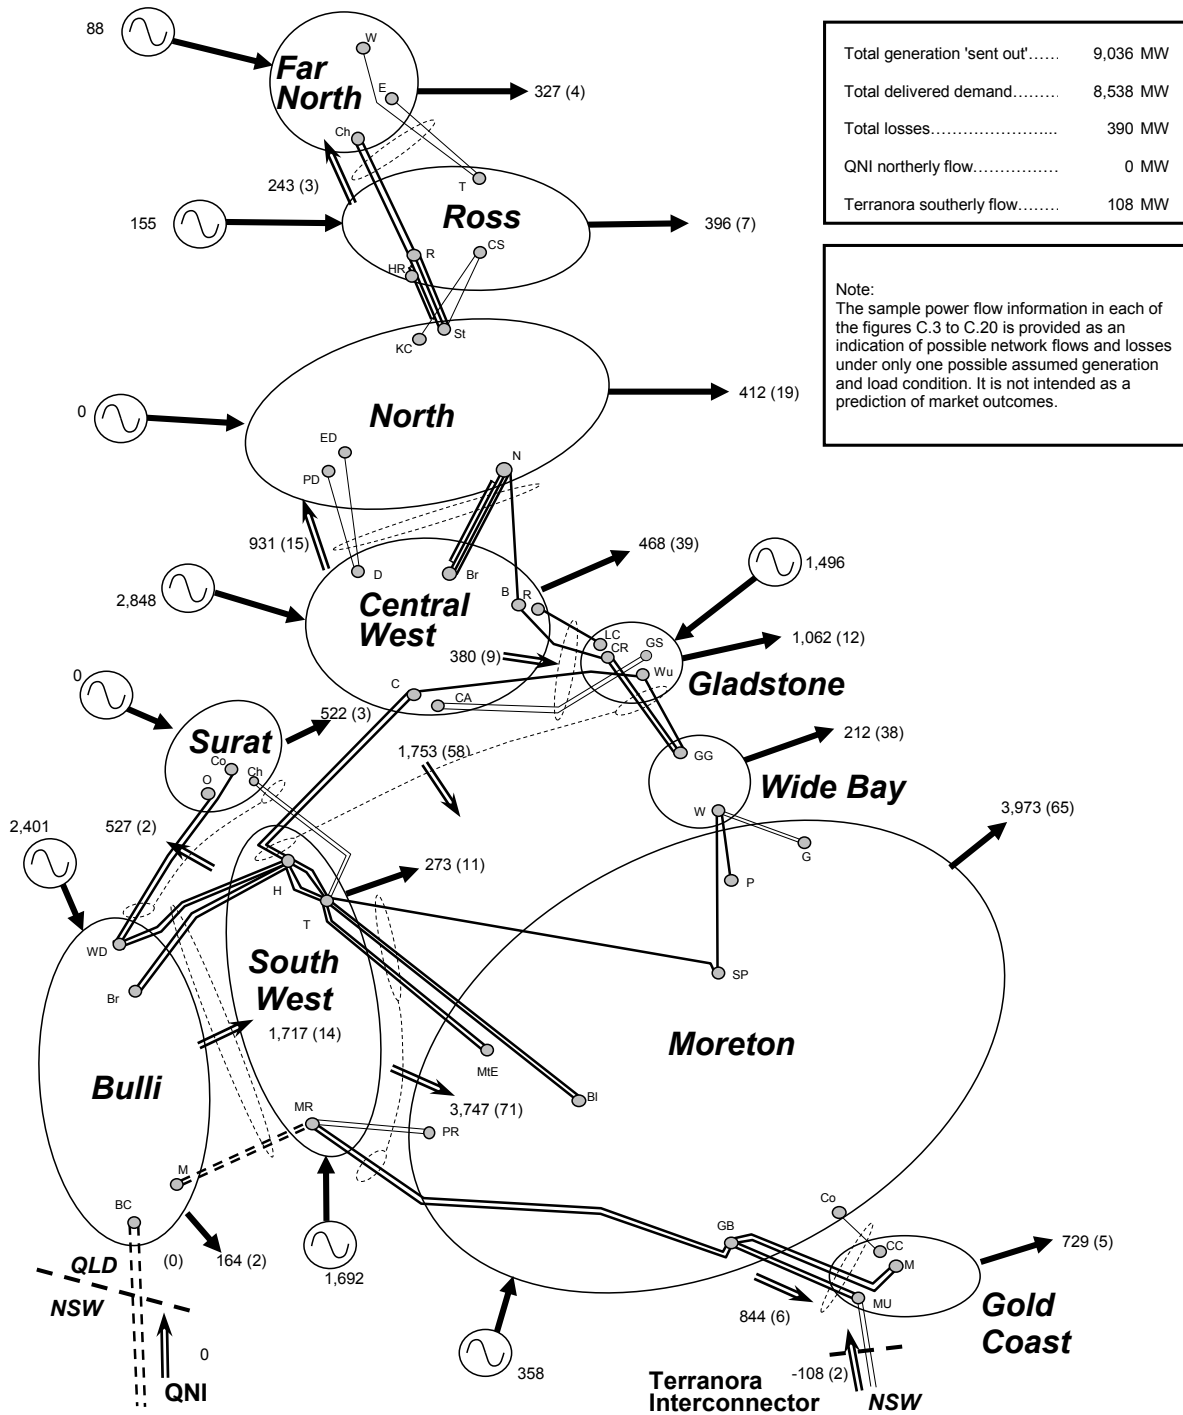 88
W
Far
North
E
327 (4)
Ch
243 (3)
T
155
Ross
396 (7)
R
CS
HR
St
KC
Total generation 'sent out'...... 9,036 MW
Total delivered demand......... 8,538 MW
Total losses........................ 390 MW
QNI northerly flow................ 0 MW
Terranora southerly flow........ 108 MW
Note:
The sample power flow information in each of
the figures C.3 to C.20 is provided as an
indication of possible network flows and losses
under only one possible assumed generation
and load condition. It is not intended as a
prediction of market outcomes.
0
North
412 (19)
ED
PD
N
931 (15)
468 (39)
1,496
D
Br
2,848
Central
West
B
R
LC
CR
GS
1,062 (12)
380 (9)
Wu
Gladstone
C
CA
0
522 (3)
Surat
Co
Ch
O
1,753 (58)
212 (38)
GG
Wide Bay
2,401
527 (2)
W
G
P
3,973 (65)
273 (11)
H
T
WD
South
West
SP
Br
1,717 (14)
Moreton
MtE
Bulli
BI
MR
3,747 (71)
PR
M
BC
Co
GB
CC
729 (5)
QLD
(0)
164 (2)
M
NSW
1,692
MU
844 (6)
Gold
Coast
0
358
QNI
-108 (2)
Terranora
Interconnector
NSW